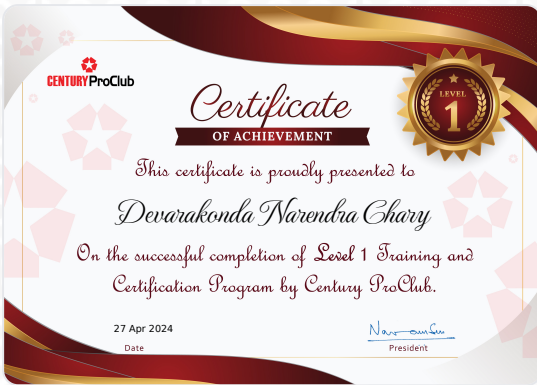 CENTURY ProClub
LEVEL
1
Certificate
OF ACHIEVEMENT
This certificate is proudly presented to
Devarakonda Narendra Chary
On the successful completion of Level 1 Training and
Certification Program by Century ProClub.
27 Apr 2024
Date
President